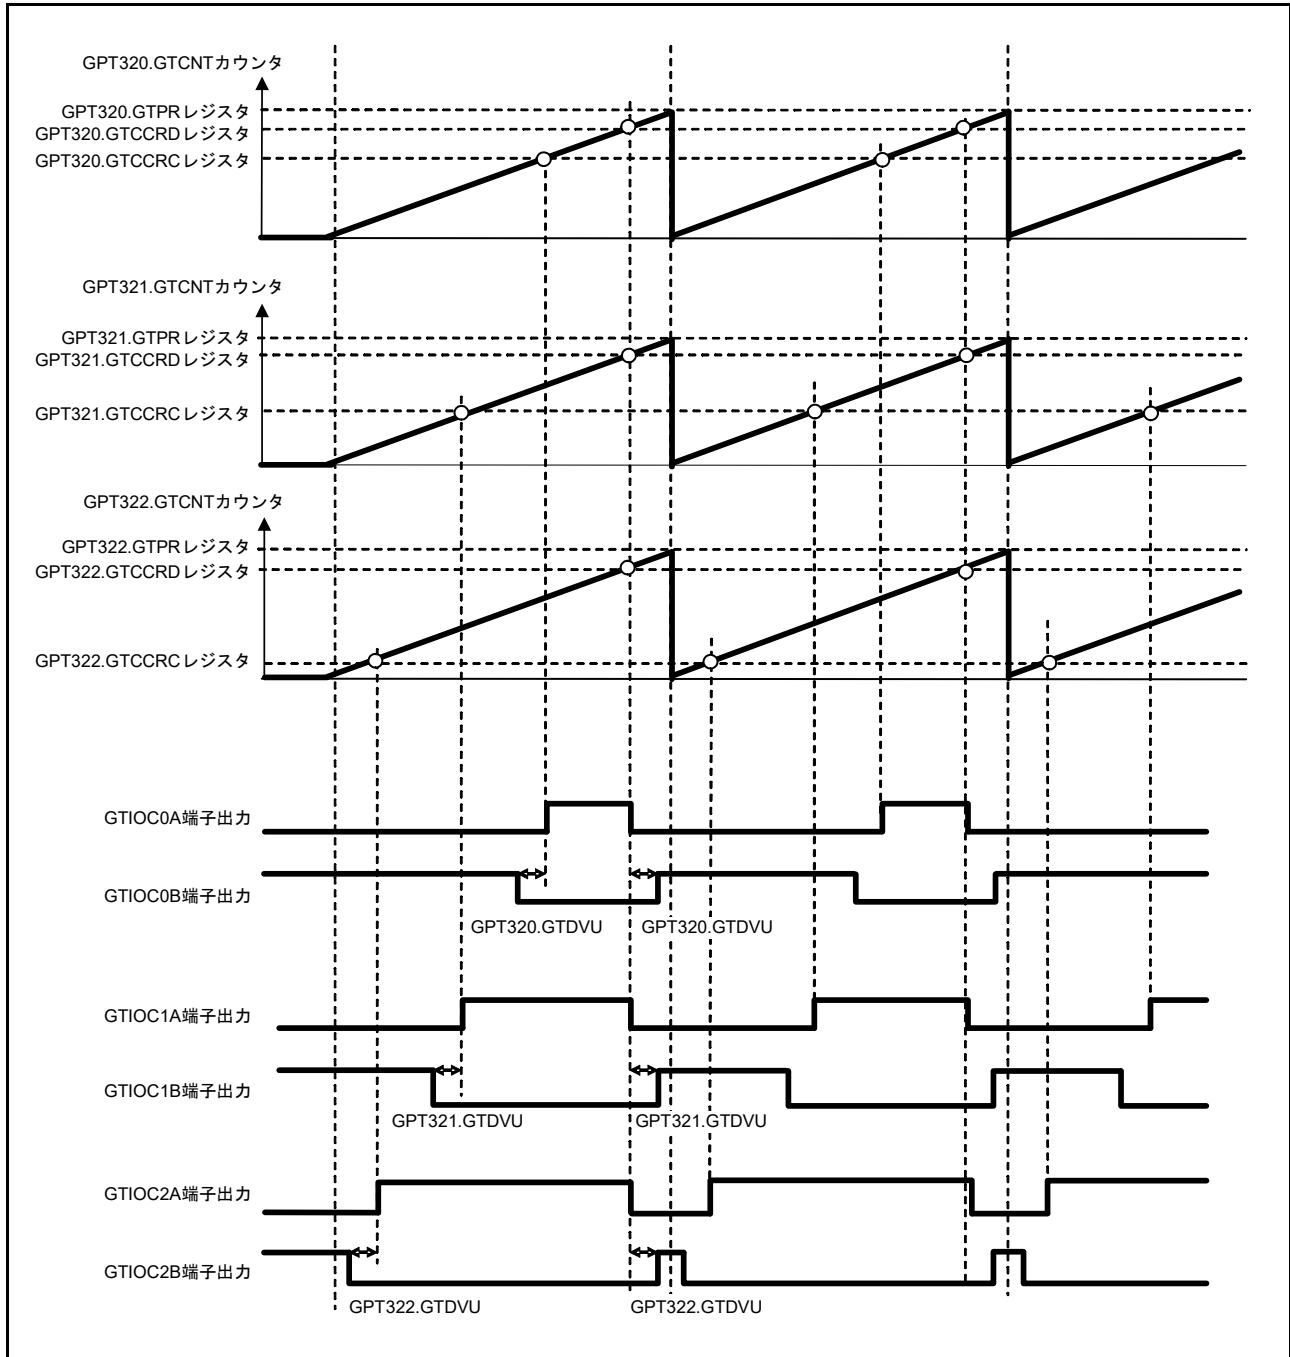 GPT320.GTCNTカウンタ
GPT320.GTPRレジスタ
GPT320.GTCCRDレジスタ
GPT320.GTCCRCレジスタ
GPT321.GTCNTカウンタ
GPT321.GTPRレジスタ
GPT321.GTCCRDレジスタ
GPT321.GTCCRCレジスタ
GPT322.GTCNTカウンタ
GPT322.GTPRレジスタ
GPT322.GTCCRDレジスタ
GPT322.GTCCRCレジスタ
GTIOC0A端子出力
GTIOC0B端子出力
GPT320.GTDVU GPT320.GTDVU
GTIOC1A端子出力
GTIOC1B端子出力
GPT321.GTDVU GPT321.GTDVU
GTIOC2A端子出力
GTIOC2B端子出力
GPT322.GTDVU GPT322.GTDVU